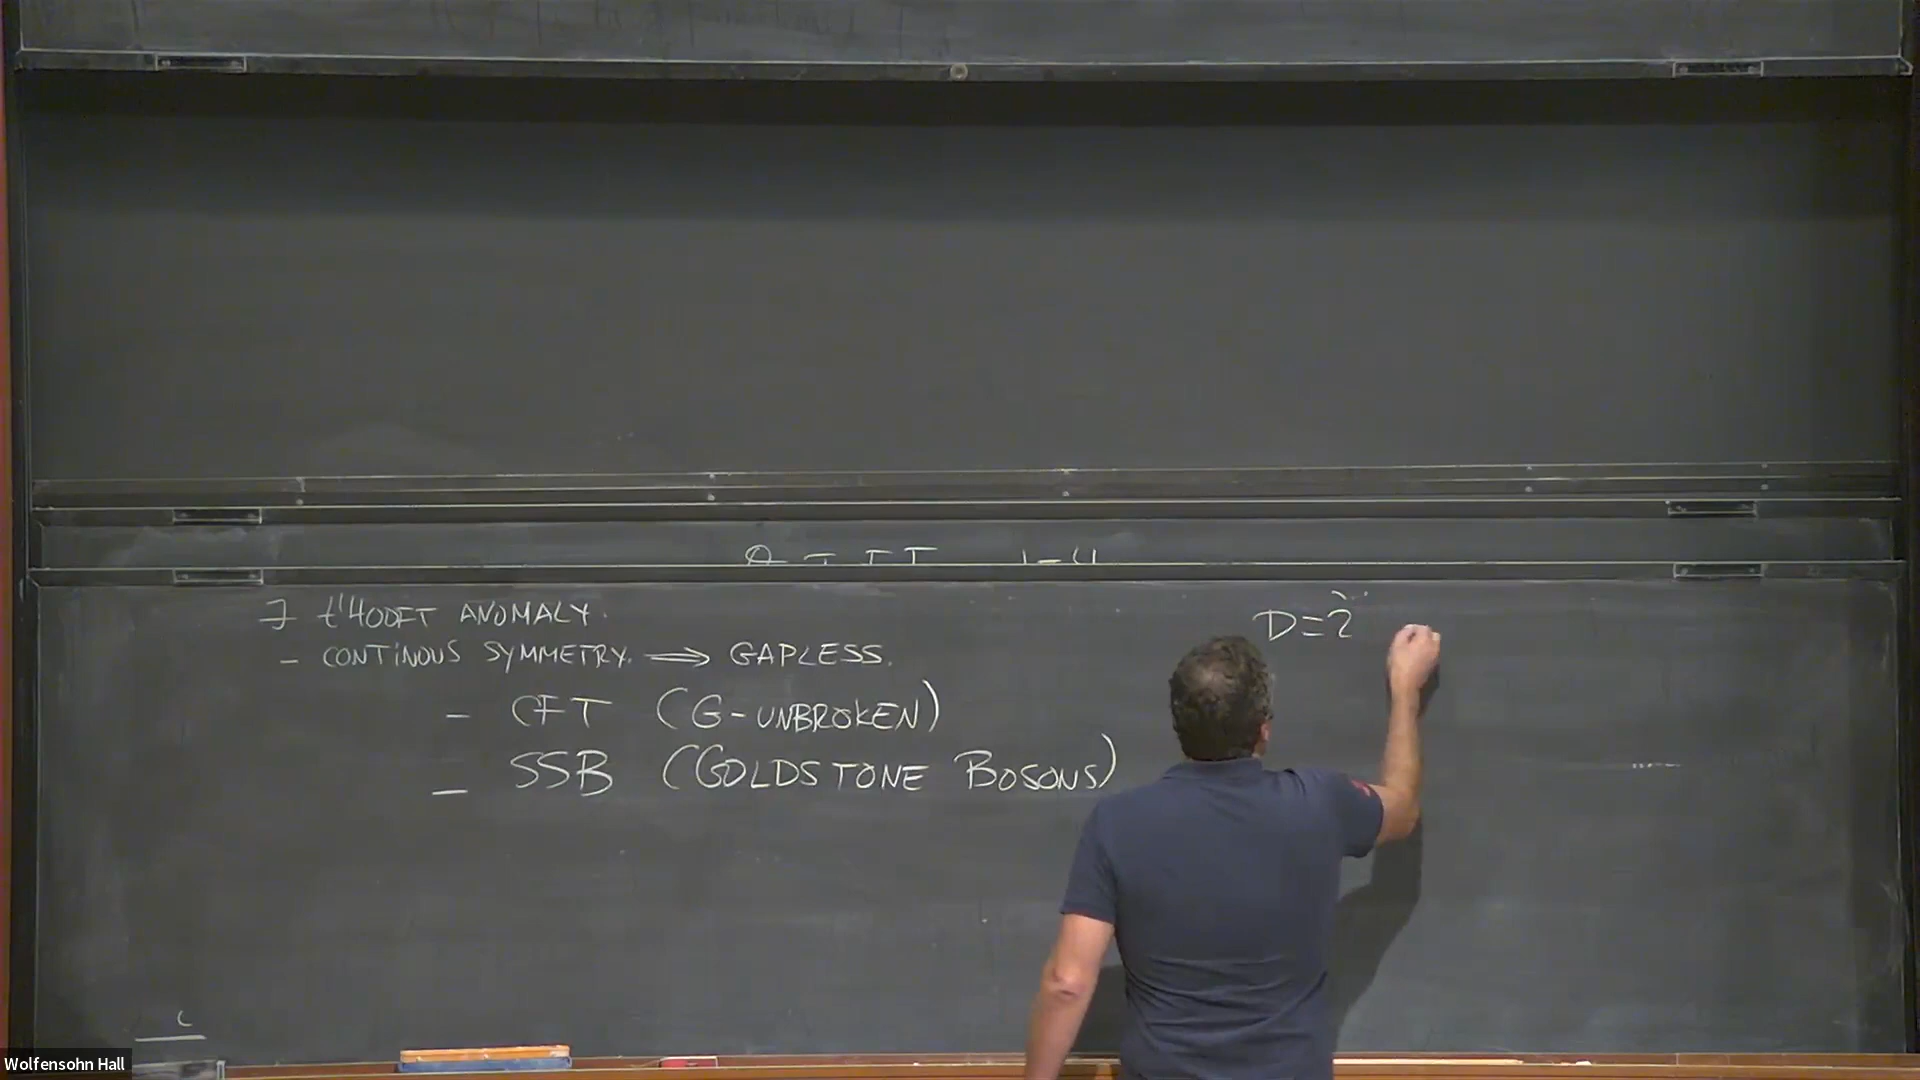 ∃ t'HOOFT ANOMALY.
- CONTINOUS SYMMETRY. ⟹ GAPLESS.
- CFT (G-UNBROKEN)
- SSB (GOLDSTONE BOSONS)
D=2
Wolfensohn Hall